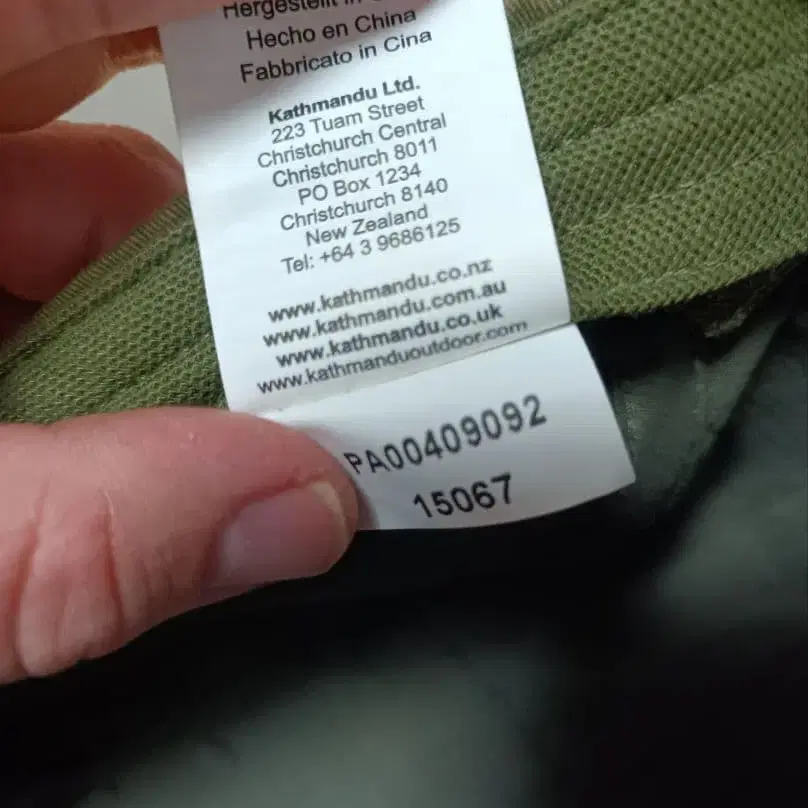 Hergestellt in
Hecho en China
Fabbricato in Cina
Kathmandu Ltd.
223 Tuam Street
Christchurch Central
Christchurch 8011
PO Box 1234
Christchurch 8140
New Zealand
Tel: +64 3 9686125
www.kathmandu.co.nz
www.kathmandu.com.au
www.kathmandu.co.uk
www.kathmanduoutdoor.com
PA00409092
15067